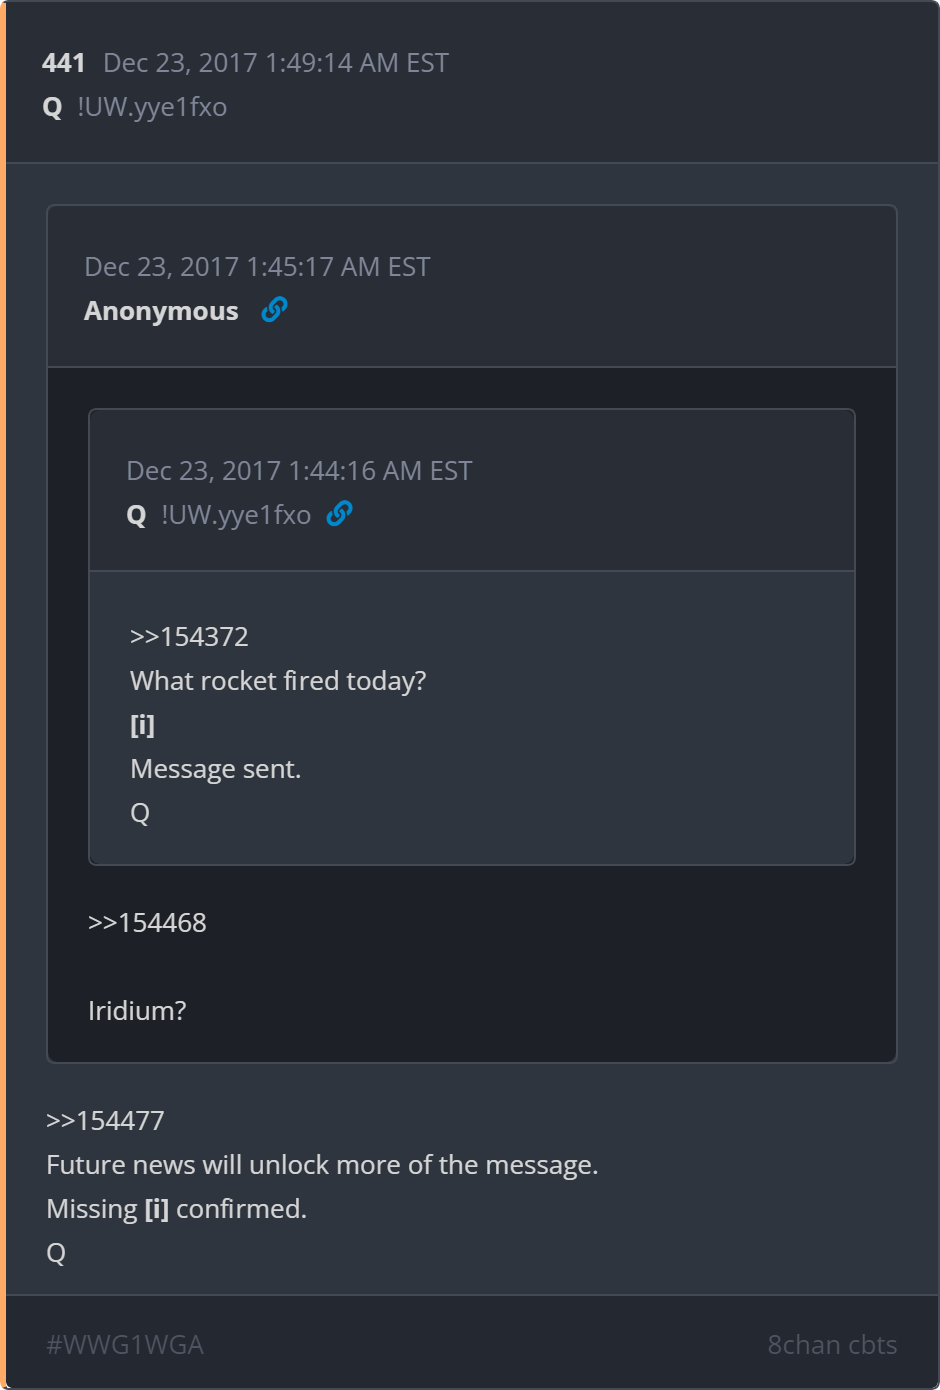 441 Dec 23, 2017 1:49:14 AM EST
Q !UW.yye1fxo
Dec 23, 2017 1:45:17 AM EST
Anonymous
Dec 23, 2017 1:44:16 AM EST
Q !UW.yye1fxo
>>154372
What rocket fired today?
[i]
Message sent.
Q
>>154468
Iridium?
>>154477
Future news will unlock more of the message.
Missing [i] confirmed.
Q
#WWG1WGA 8chan cbts